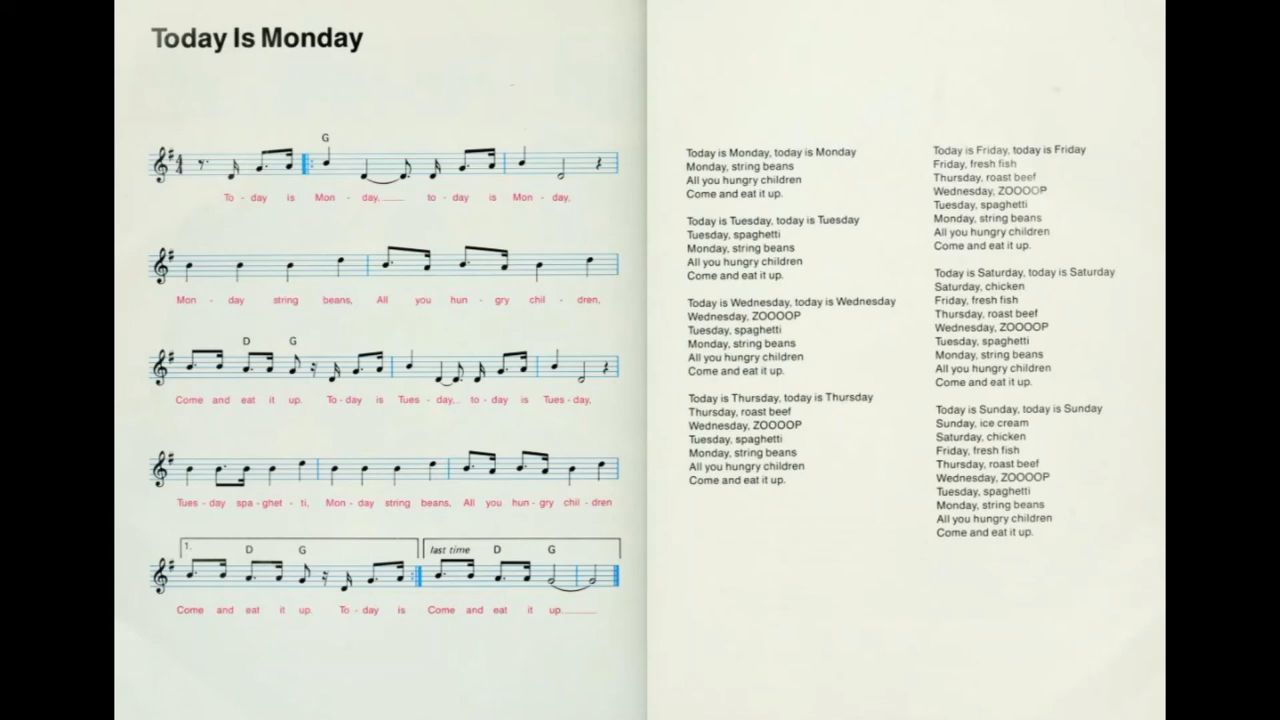 Today Is Monday
G
To - day is Mon - day, to - day is Mon - day,
Mon - day string beans, All you hun - gry chil - dren,
D G
Come and eat it up. To - day is Tues - day, to - day is Tues - day,
Tues - day spa - ghet - ti, Mon - day string beans, All you hun - gry chil - dren
1. D G last time D G
Come and eat it up. To - day is Come and eat it up.
Today is Monday, today is Monday
Monday, string beans
All you hungry children
Come and eat it up.
Today is Tuesday, today is Tuesday
Tuesday, spaghetti
Monday, string beans
All you hungry children
Come and eat it up.
Today is Wednesday, today is Wednesday
Wednesday, ZOOOOP
Tuesday, spaghetti
Monday, string beans
All you hungry children
Come and eat it up.
Today is Thursday, today is Thursday
Thursday, roast beef
Wednesday, ZOOOOP
Tuesday, spaghetti
Monday, string beans
All you hungry children
Come and eat it up.
Today is Friday, today is Friday
Friday, fresh fish
Thursday, roast beef
Wednesday, ZOOOOP
Tuesday, spaghetti
Monday, string beans
All you hungry children
Come and eat it up.
Today is Saturday, today is Saturday
Saturday, chicken
Friday, fresh fish
Thursday, roast beef
Wednesday, ZOOOOP
Tuesday, spaghetti
Monday, string beans
All you hungry children
Come and eat it up.
Today is Sunday, today is Sunday
Sunday, ice cream
Saturday, chicken
Friday, fresh fish
Thursday, roast beef
Wednesday, ZOOOOP
Tuesday, spaghetti
Monday, string beans
All you hungry children
Come and eat it up.